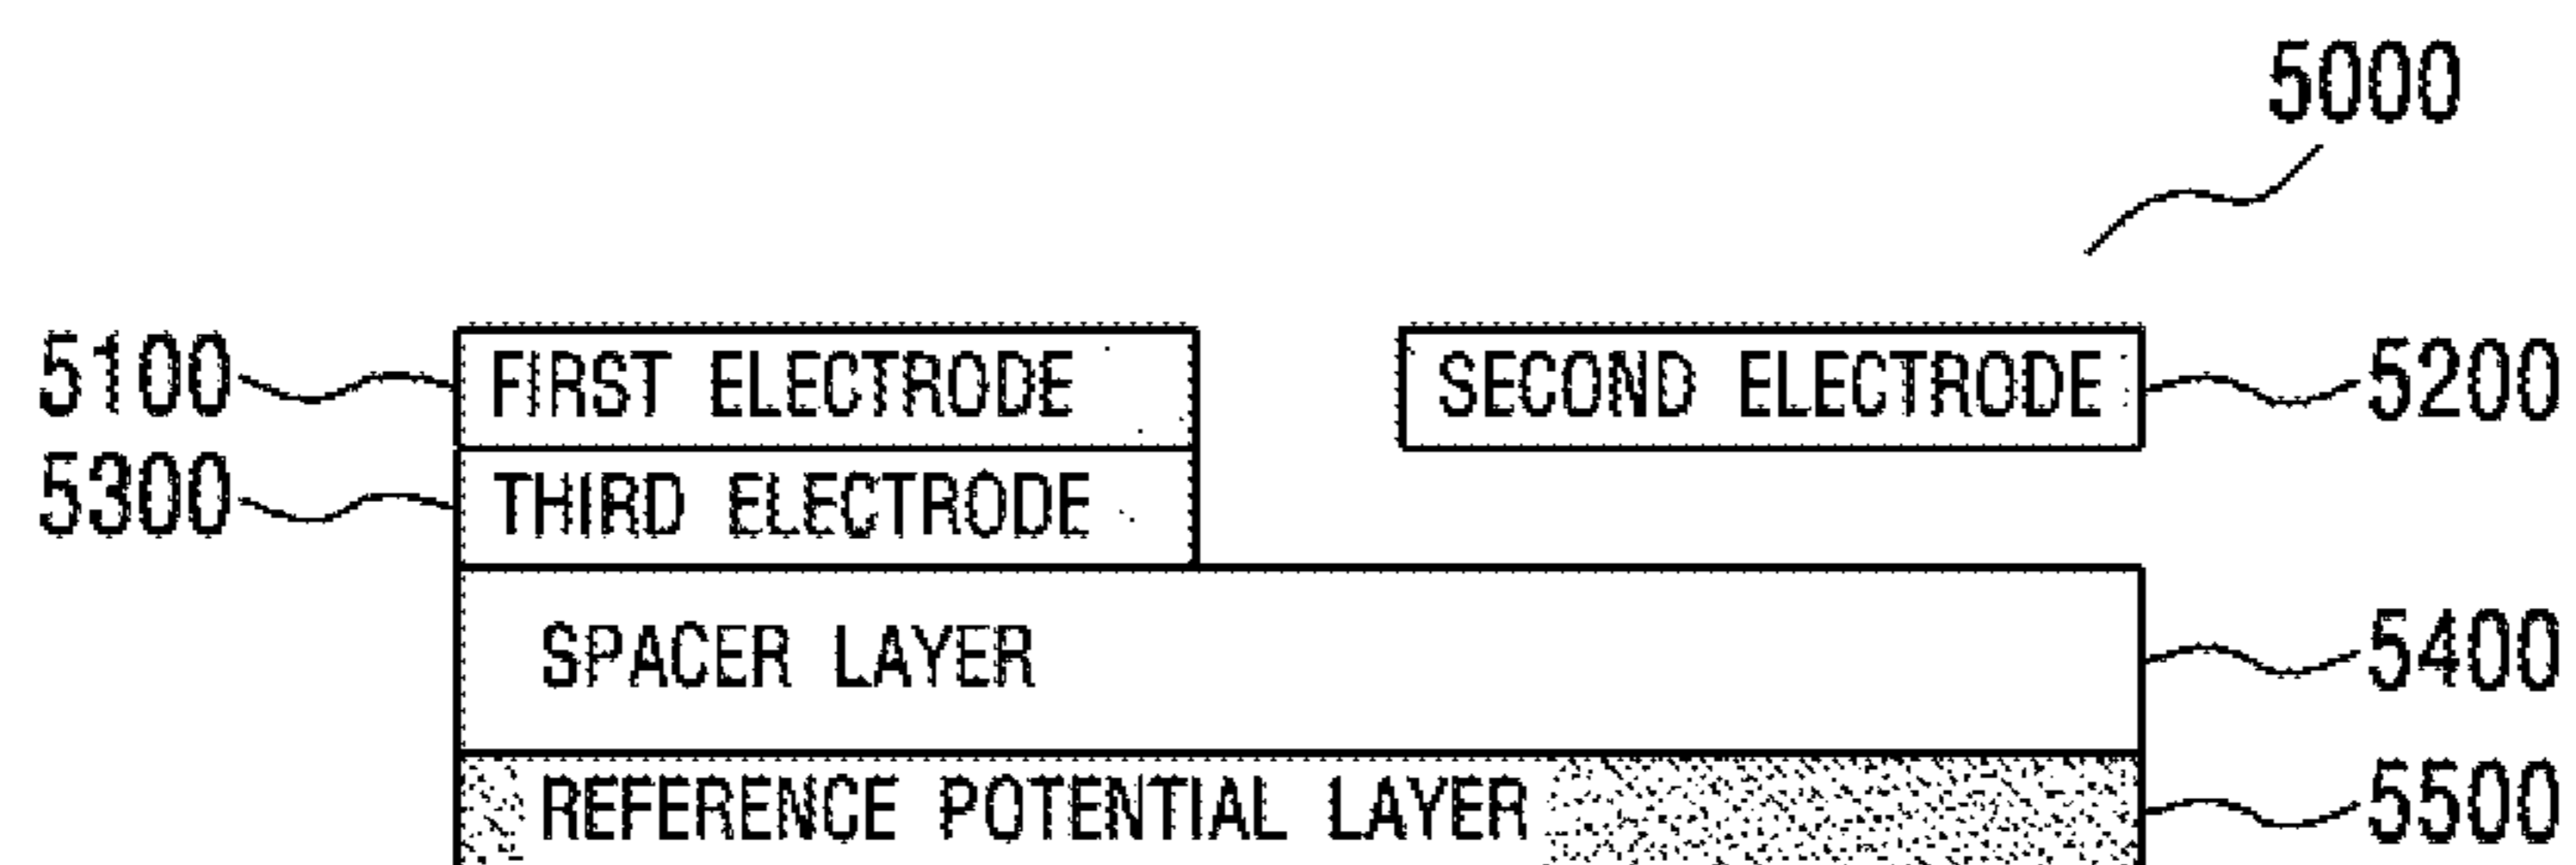 5000
5100 FIRST ELECTRODE SECOND ELECTRODE 5200
5300 THIRD ELECTRODE
SPACER LAYER 5400
REFERENCE POTENTIAL LAYER 5500